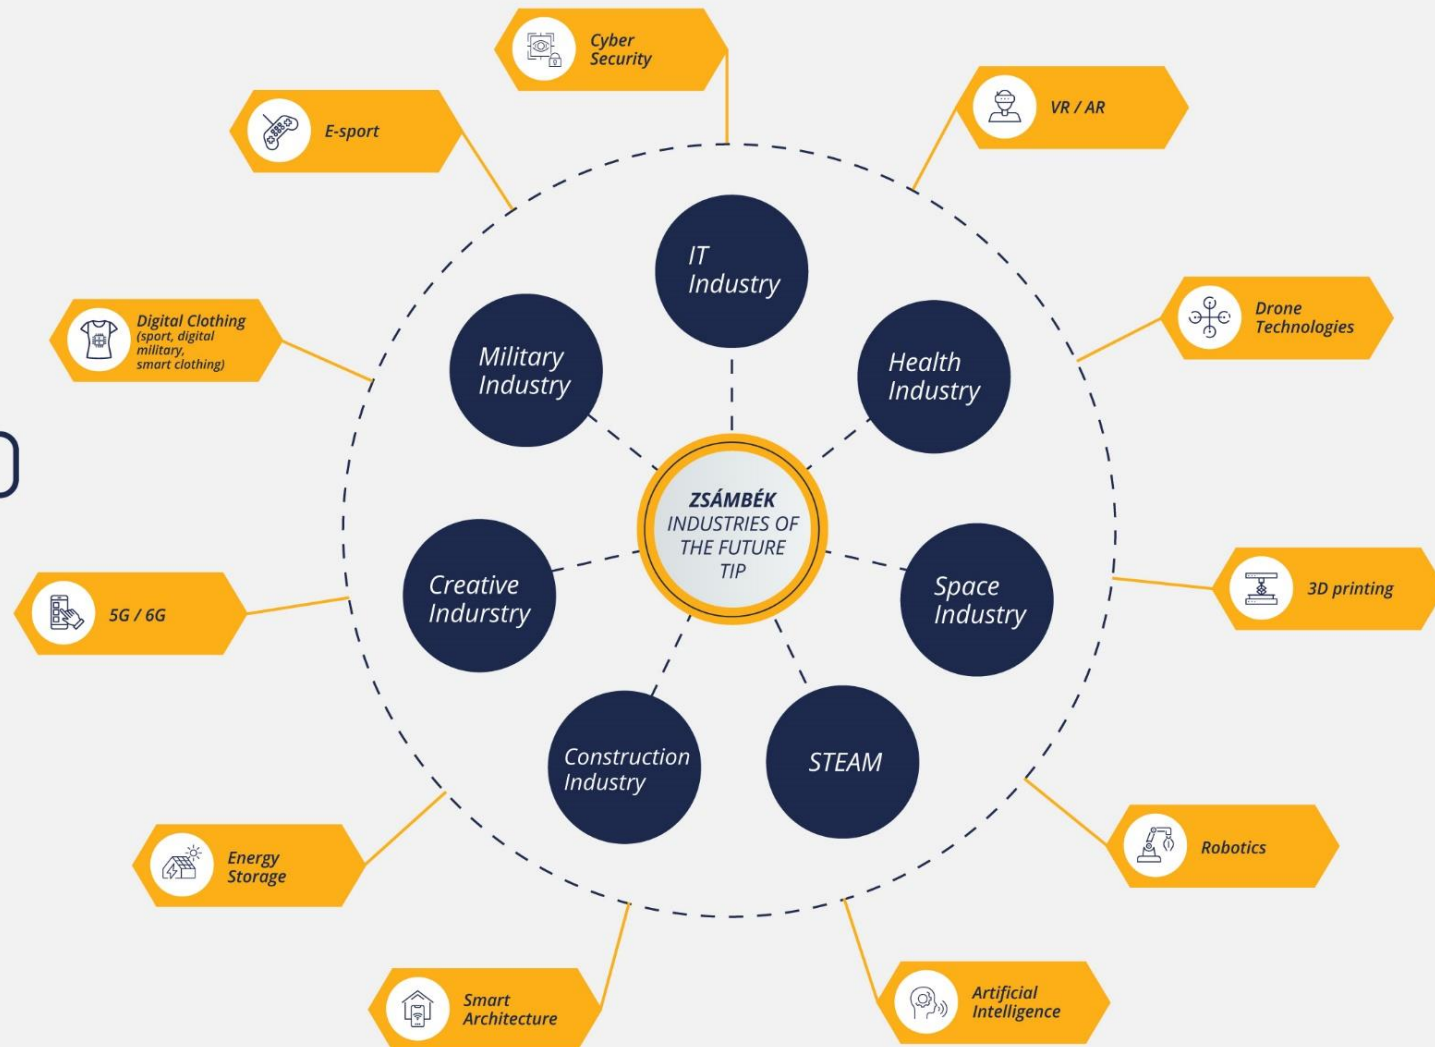 Cyber
Security
VR / AR
E-sport
IT
Industry
Drone
Technologies
Digital Clothing
(sport, digital
military,
smart clothing)
Military
Industry
Health
Industry
ZSÁMBÉK
INDUSTRIES OF
THE FUTURE
TIP
Creative
Indurstry
Space
Industry
3D printing
5G / 6G
Construction
Industry
STEAM
Energy
Storage
Robotics
Smart
Architecture
Artificial
Intelligence